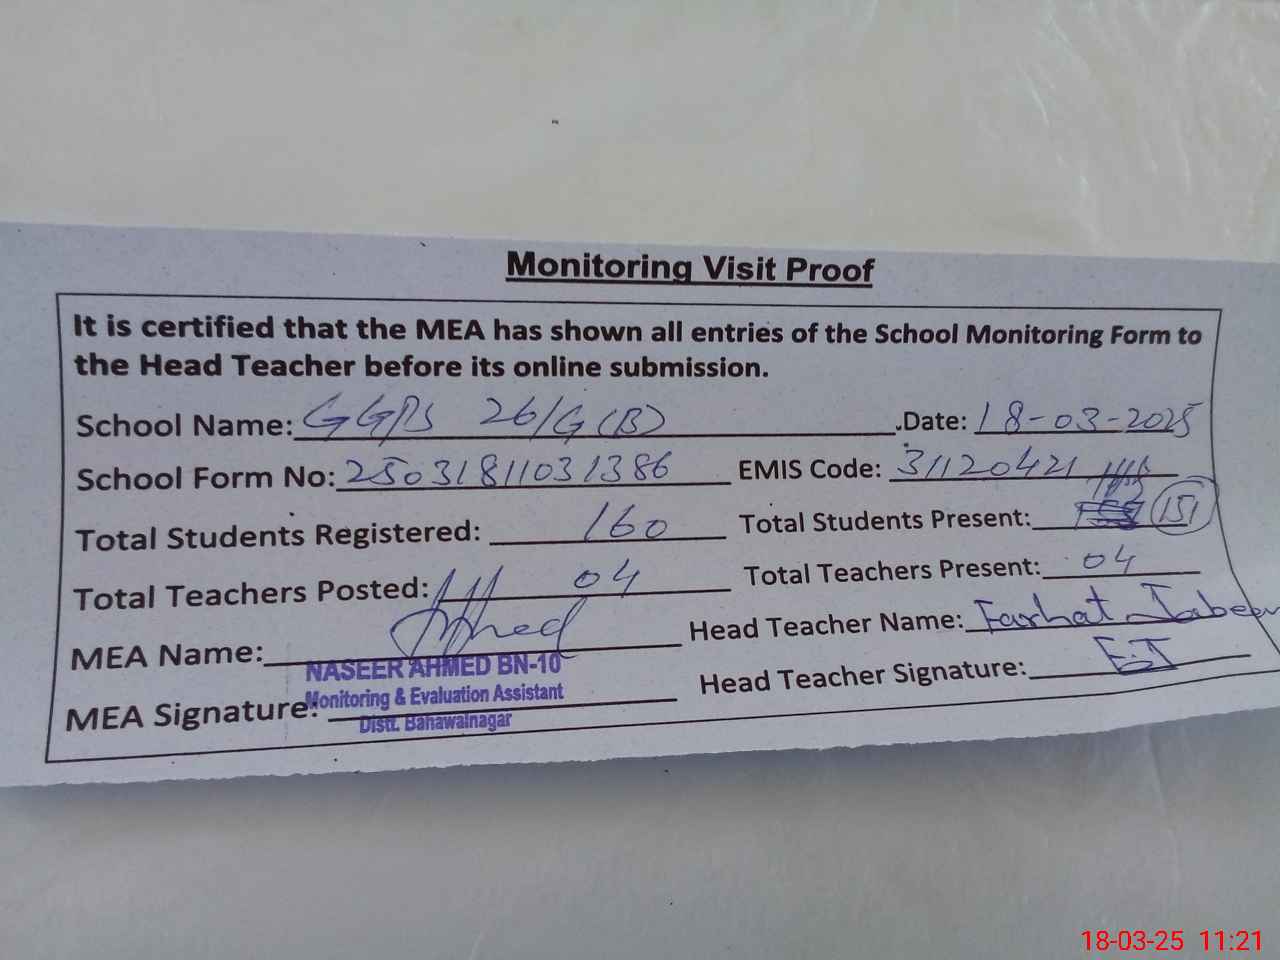 Monitoring Visit Proof
It is certified that the MEA has shown all entries of the School Monitoring Form to
the Head Teacher before its online submission.
School Name: GGPS 26/G(B) .Date: 18-03-2025
School Form No: 25031811031386 EMIS Code: 31120421
Total Students Registered: 160 Total Students Present: 151
Total Teachers Posted: 04 Total Teachers Present: 04
MEA Name: Head Teacher Name: Farhat Jabeen
NASEER AHMED BN-10
MEA Signature: Head Teacher Signature: F.J
Monitoring & Evaluation Assistant
Distt. Bahawalnagar
18-03-25 11:21